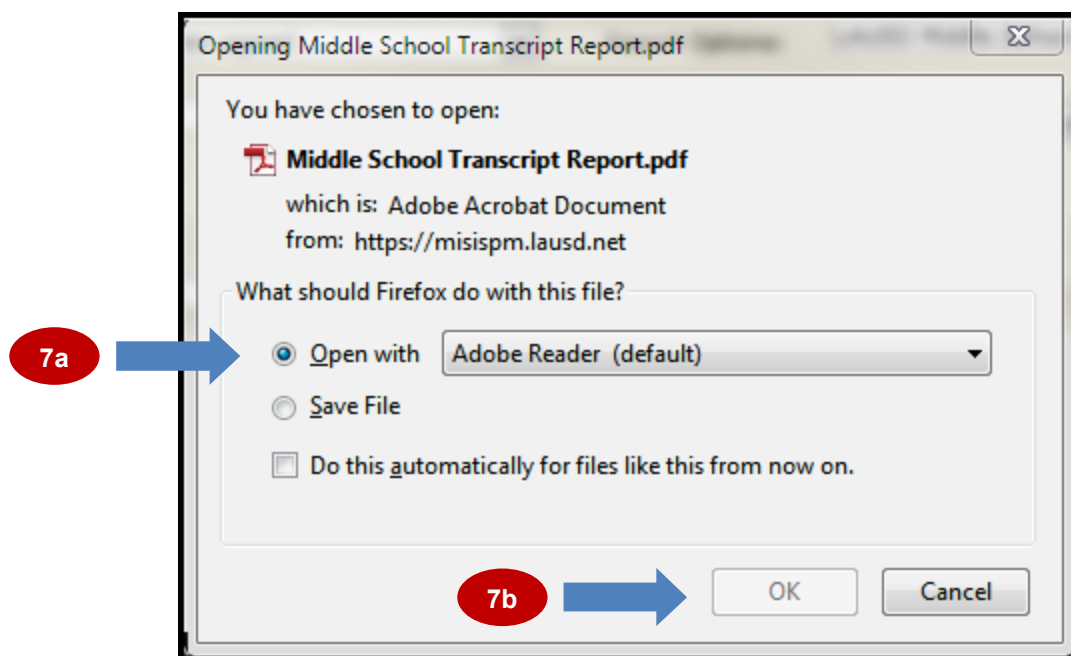 Opening Middle School Transcript Report.pdf
You have chosen to open:
Middle School Transcript Report.pdf
which is: Adobe Acrobat Document
from: https://misispm.lausd.net
What should Firefox do with this file?
7a
Open with Adobe Reader (default)
Save File
Do this automatically for files like this from now on.
7b
OK Cancel